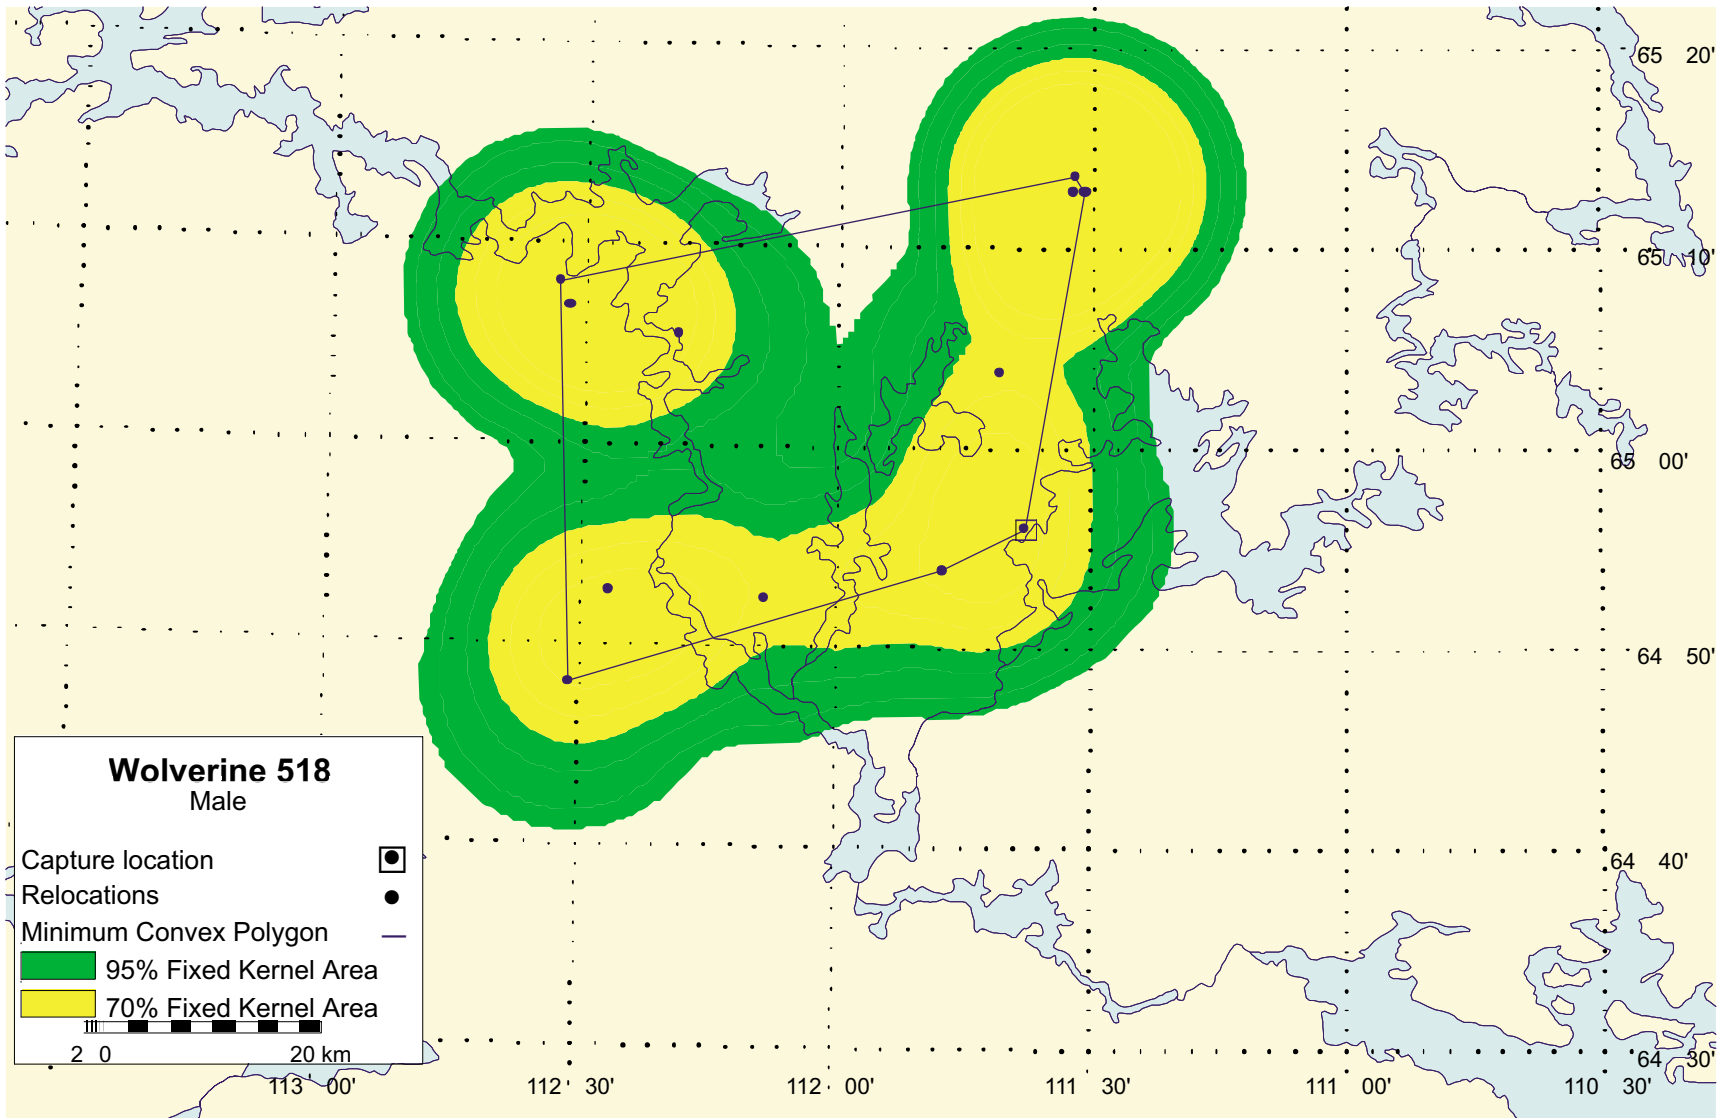 65 20'
65 10'
65 00'
64 50'
64 40'
64 30'
Wolverine 518
Male
Capture location
Relocations
Minimum Convex Polygon
95% Fixed Kernel Area
70% Fixed Kernel Area
2 0 20 km
113 00' 112 30' 112 00' 111 30' 111 00' 110 30'